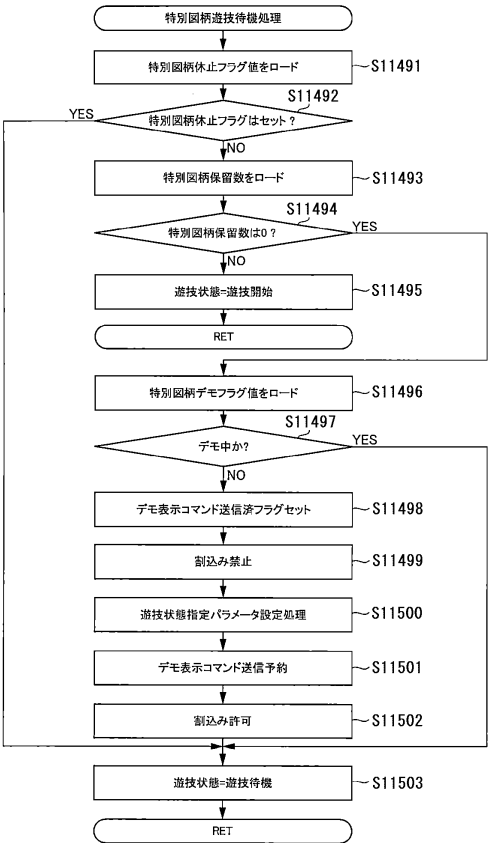 特別図柄遊技待機処理
特別図柄休止フラグ値をロード
S11491
S11492
特別図柄休止フラグはセット?
YES
NO
特別図柄保留数をロード
S11493
S11494
特別図柄保留数は0?
YES
NO
遊技状態=遊技開始
S11495
RET
特別図柄デモフラグ値をロード
S11496
S11497
デモ中か?
YES
NO
デモ表示コマンド送信済フラグセット
S11498
割込み禁止
S11499
遊技状態指定パラメータ設定処理
S11500
デモ表示コマンド送信予約
S11501
割込み許可
S11502
遊技状態=遊技待機
S11503
RET